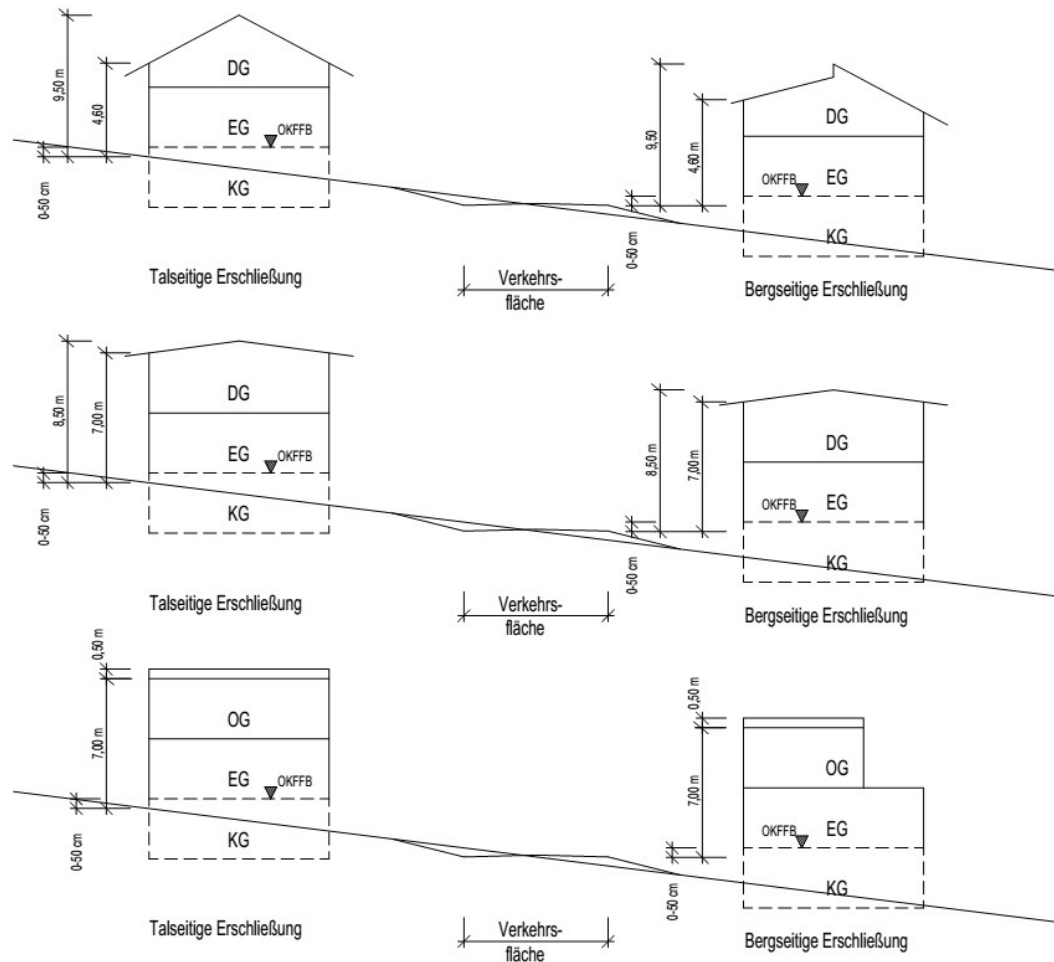 9,50 m
4,60
DG
EG
OKFFB
KG
0-50 cm
Talseitige Erschließung
Verkehrs-
fläche
9,50
4,60 m
DG
OKFFB
EG
KG
0-50 cm
Bergseitige Erschließung
8,50 m
7,00 m
DG
EG
OKFFB
KG
0-50 cm
Talseitige Erschließung
Verkehrs-
fläche
8,50 m
7,00 m
DG
OKFFB
EG
KG
0-50 cm
Bergseitige Erschließung
0,50 m
7,00 m
OG
EG
OKFFB
KG
0-50 cm
Talseitige Erschließung
Verkehrs-
fläche
0,50 m
7,00 m
OG
OKFFB
EG
KG
0-50 cm
Bergseitige Erschließung